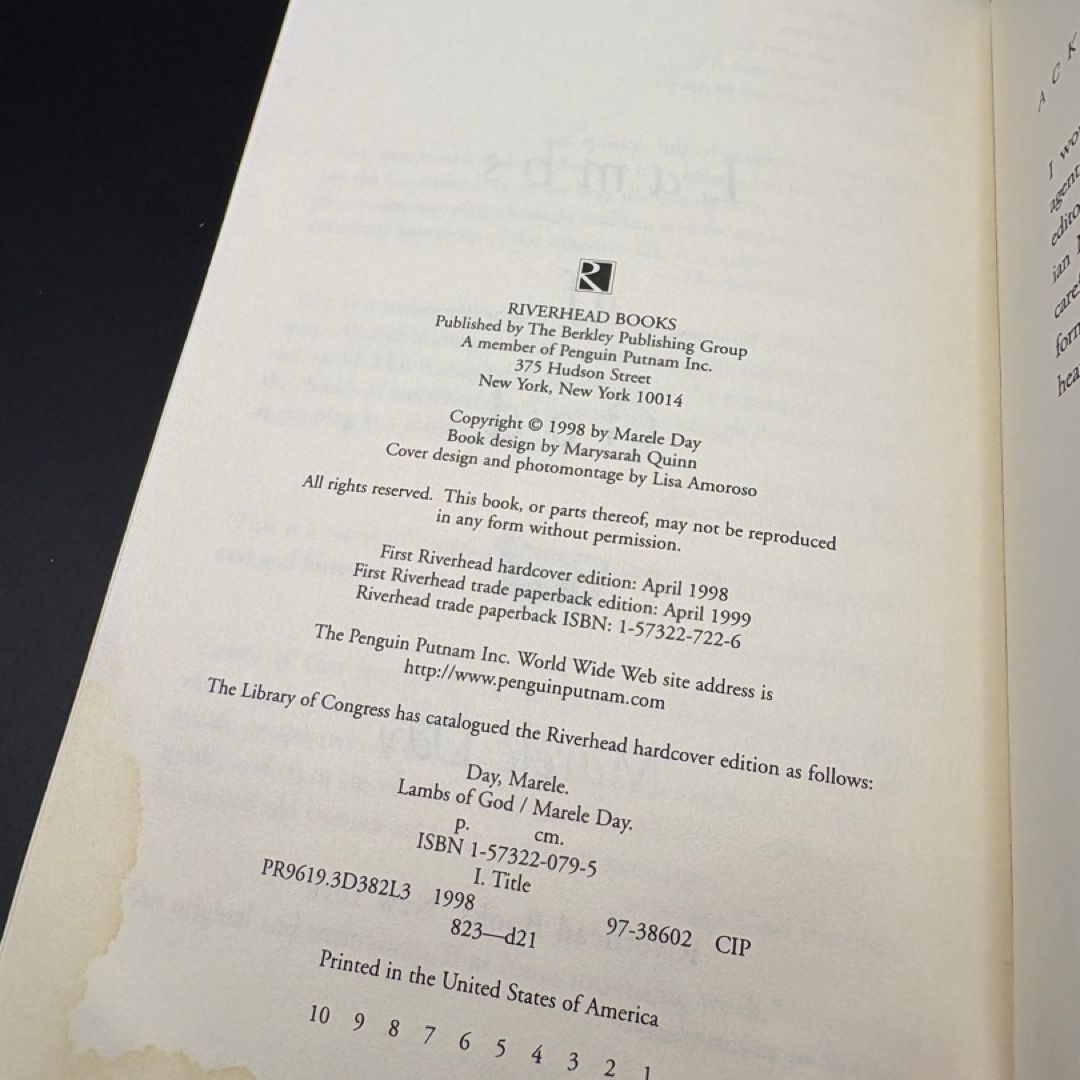 R
RIVERHEAD BOOKS
Published by The Berkley Publishing Group
A member of Penguin Putnam Inc.
375 Hudson Street
New York, New York 10014
Copyright © 1998 by Marele Day
Book design by Marysarah Quinn
Cover design and photomontage by Lisa Amoroso
All rights reserved. This book, or parts thereof, may not be reproduced
in any form without permission.
First Riverhead hardcover edition: April 1998
First Riverhead trade paperback edition: April 1999
Riverhead trade paperback ISBN: 1-57322-722-6
The Penguin Putnam Inc. World Wide Web site address is
http://www.penguinputnam.com
The Library of Congress has catalogued the Riverhead hardcover edition as follows:
Day, Marele.
Lambs of God / Marele Day.
p. cm.
ISBN 1-57322-079-5
I. Title
PR9619.3D382L3 1998 97-38602 CIP
823—d21
Printed in the United States of America
10 9 8 7 6 5 4 3 2 1
A C K
I wo
agent
edito
ian
care
form
hea